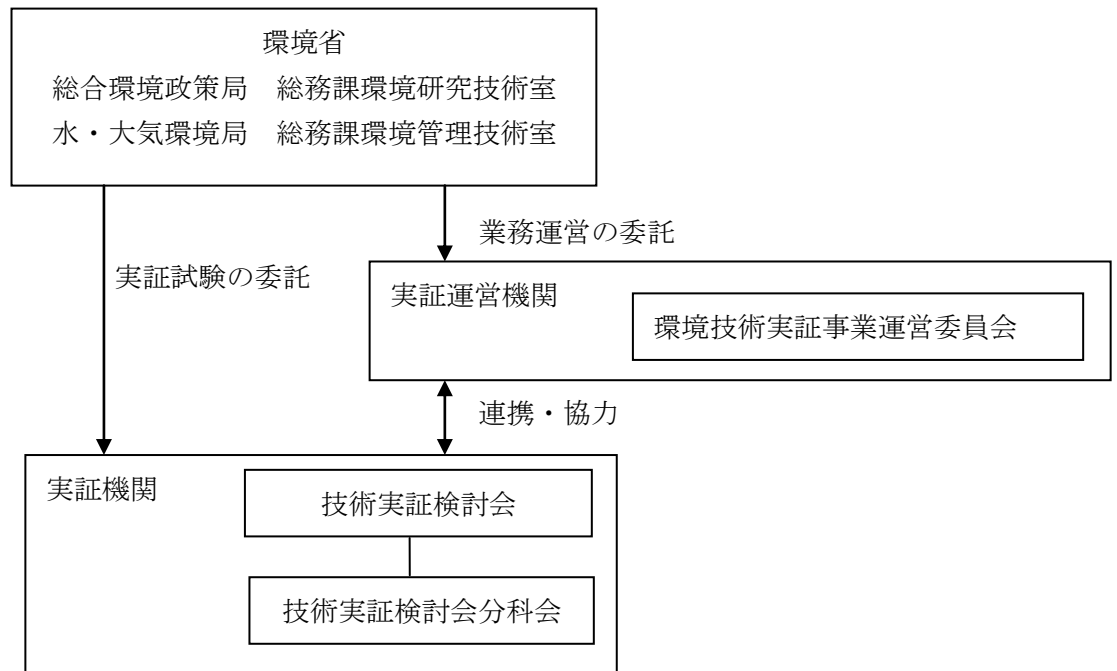 環境省
総合環境政策局　総務課環境研究技術室
水・大気環境局　総務課環境管理技術室
業務運営の委託
実証試験の委託
実証運営機関
環境技術実証事業運営委員会
連携・協力
実証機関
技術実証検討会
技術実証検討会分科会